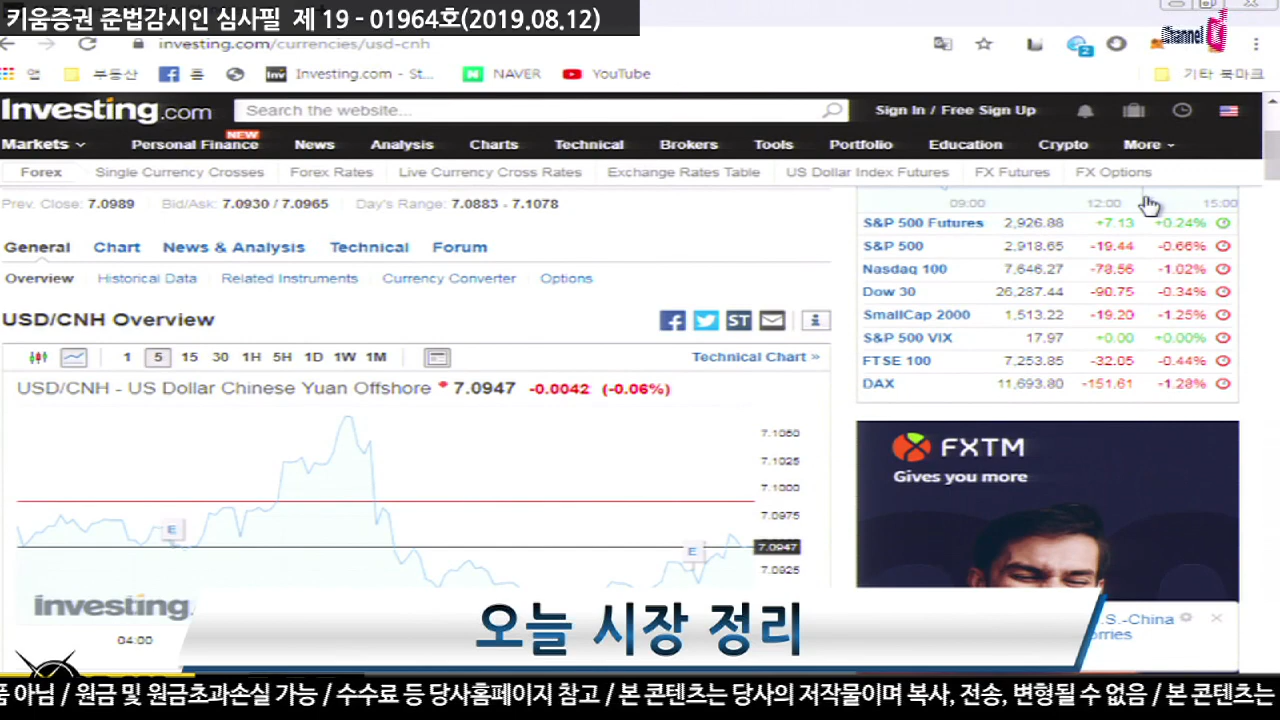 키움증권 준법감시인 심사필 제 19 - 01964호(2019.08.12)
Channel d
investing.com/currencies/usd-cnh
2
앱 부동산 홈 Investing.com - St... NAVER YouTube 기타 북마크
Investing.com Search the website... Sign In / Free Sign Up
NEW
Markets Personal Finance News Analysis Charts Technical Brokers Tools Portfolio Education Crypto More
Forex Single Currency Crosses Forex Rates Live Currency Cross Rates Exchange Rates Table US Dollar Index Futures FX Futures FX Options
Prev. Close: 7.0989 Bid/Ask: 7.0930 / 7.0965 Day's Range: 7.0883 - 7.1078
09:00 12:00 15:00
S&P 500 Futures 2,926.88 +7.13 +0.24%
S&P 500 2,918.65 -19.44 -0.66%
Nasdaq 100 7,646.27 -78.56 -1.02%
Dow 30 26,287.44 -90.75 -0.34%
SmallCap 2000 1,513.22 -19.20 -1.25%
S&P 500 VIX 17.97 +0.00 +0.00%
FTSE 100 7,253.85 -32.05 -0.44%
DAX 11,693.80 -151.61 -1.28%
General Chart News & Analysis Technical Forum
Overview Historical Data Related Instruments Currency Converter Options
USD/CNH Overview
ST
1 5 15 30 1H 5H 1D 1W 1M Technical Chart »
USD/CNH - US Dollar Chinese Yuan Offshore 7.0947 -0.0042 (-0.06%)
7.1050
7.1025
7.1000
7.0975
7.0947
7.0925
E
E
Investing
04:00
FXTM
Gives you more
.S.-China
orries
오늘 시장 정리
품 아님 / 원금 및 원금초과손실 가능 / 수수료 등 당사홈페이지 참고 / 본 콘텐츠는 당사의 저작물이며 복사, 전송, 변형될 수 없음 / 본 콘텐츠는